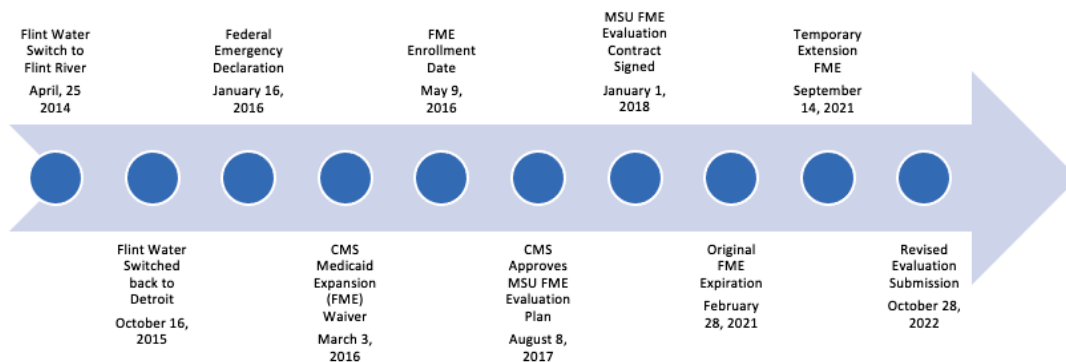 Flint Water
Switch to
Flint River
April, 25
2014
Flint Water
Switched
back to
Detroit
October 16,
2015
Federal
Emergency
Declaration
January 16,
2016
CMS
Medicaid
Expansion
(FME)
Waiver
March 3,
2016
FME
Enrollment
Date
May 9,
2016
CMS
Approves
MSU FME
Evaluation
Plan
August 8,
2017
MSU FME
Evaluation
Contract
Signed
January 1,
2018
Original
FME
Expiration
February
28, 2021
Temporary
Extension
FME
September
14, 2021
Revised
Evaluation
Submission
October 28,
2022